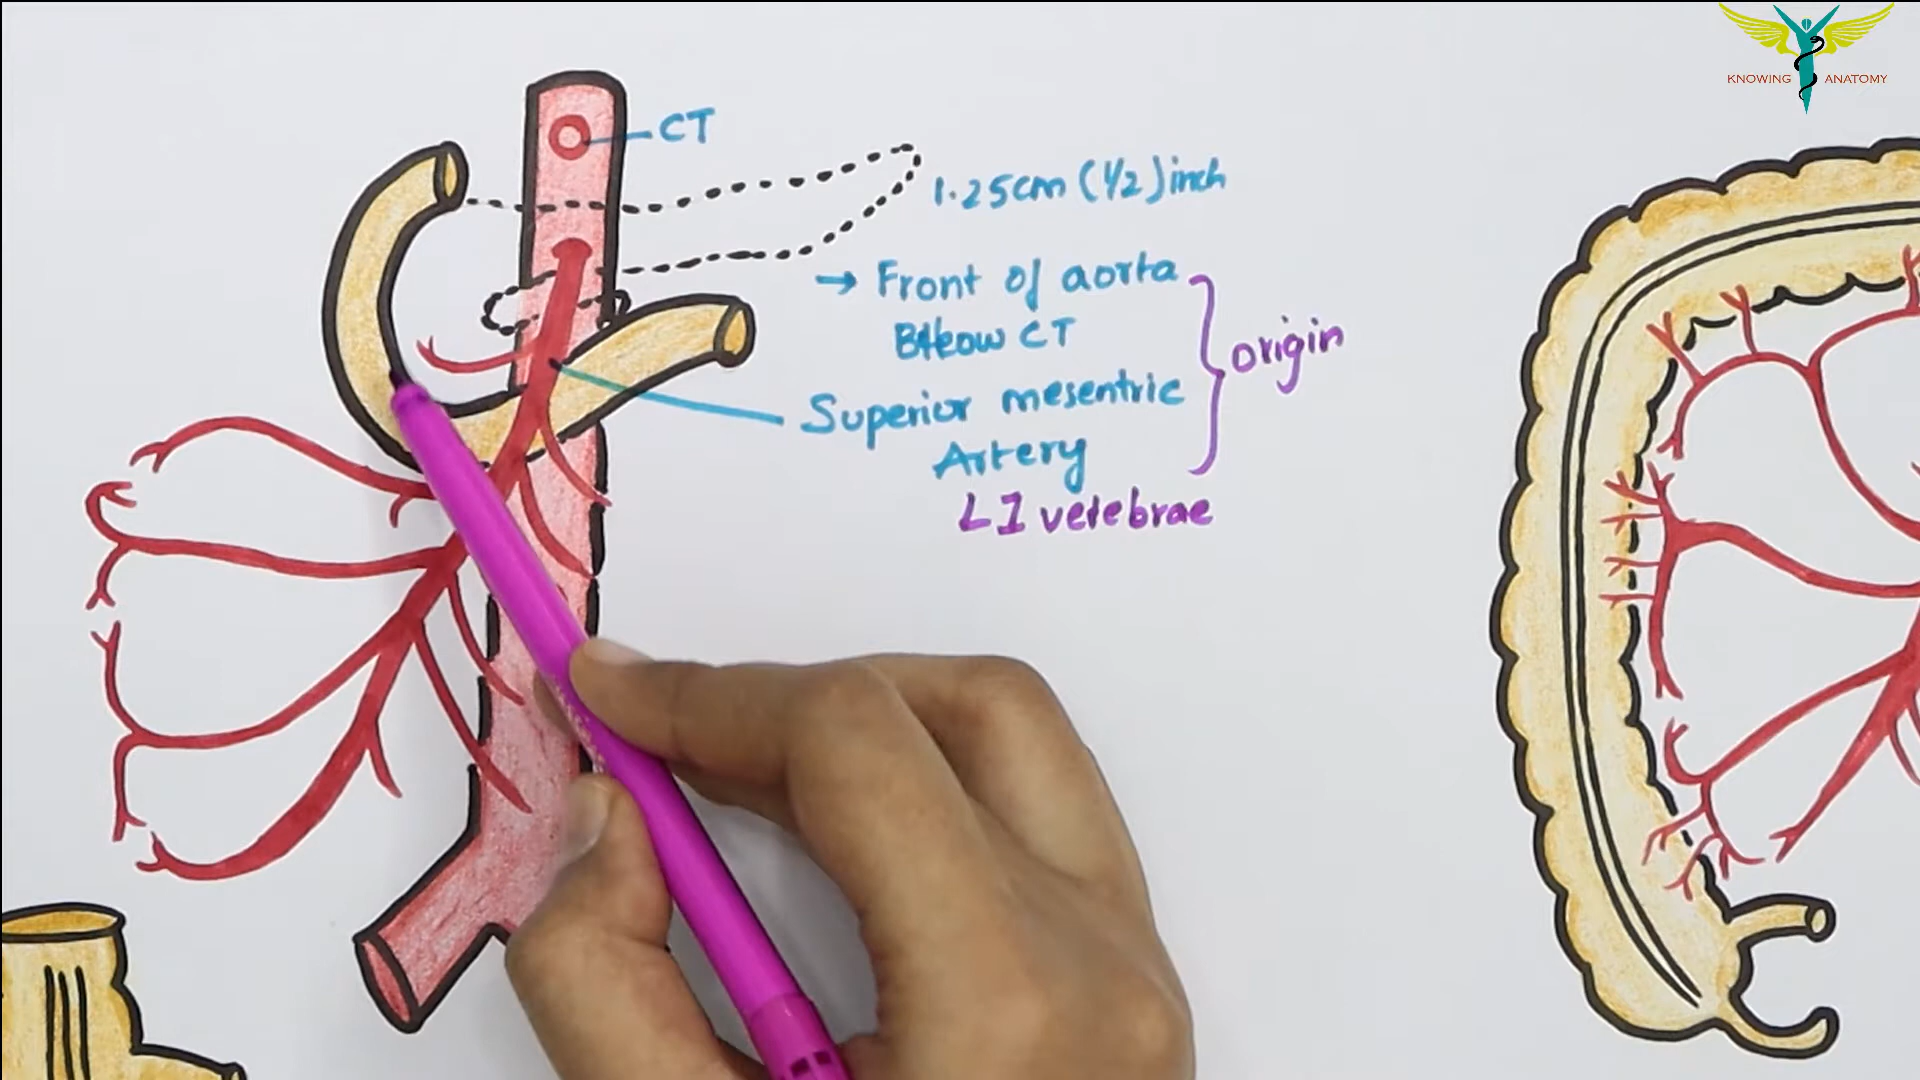 KNOWING ANATOMY
CT
1.25cm (1/2) inch
→ Front of aorta
Below CT
Superior mesentric
Artery
origin
L1 vetebrae